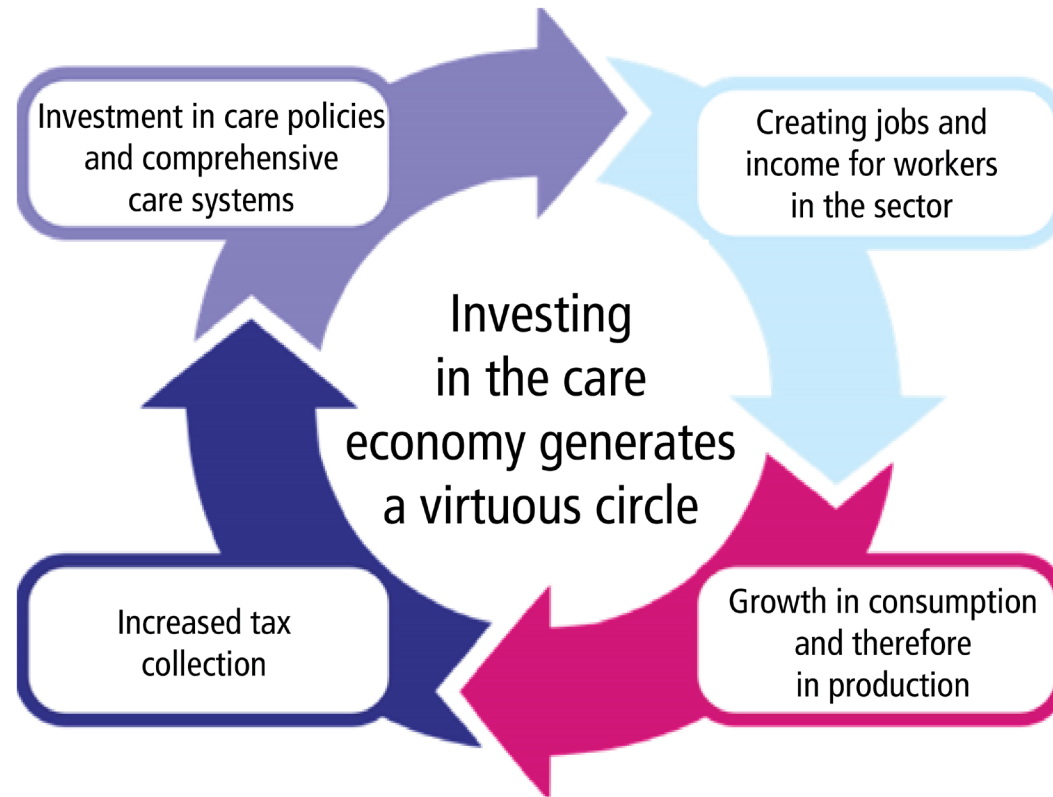 Investment in care policies
and comprehensive
care systems
Creating jobs and
income for workers
in the sector
Investing
in the care
economy generates
a virtuous circle
Increased tax
collection
Growth in consumption
and therefore
in production